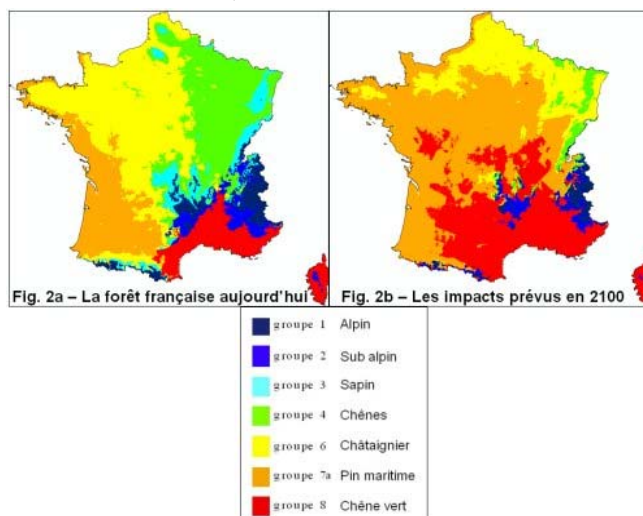 Fig. 2a – La forêt française aujourd'hui
Fig. 2b – Les impacts prévus en 2100
groupe 1 Alpin
groupe 2 Sub alpin
groupe 3 Sapin
groupe 4 Chênes
groupe 6 Châtaignier
groupe 7a Pin maritime
groupe 8 Chêne vert